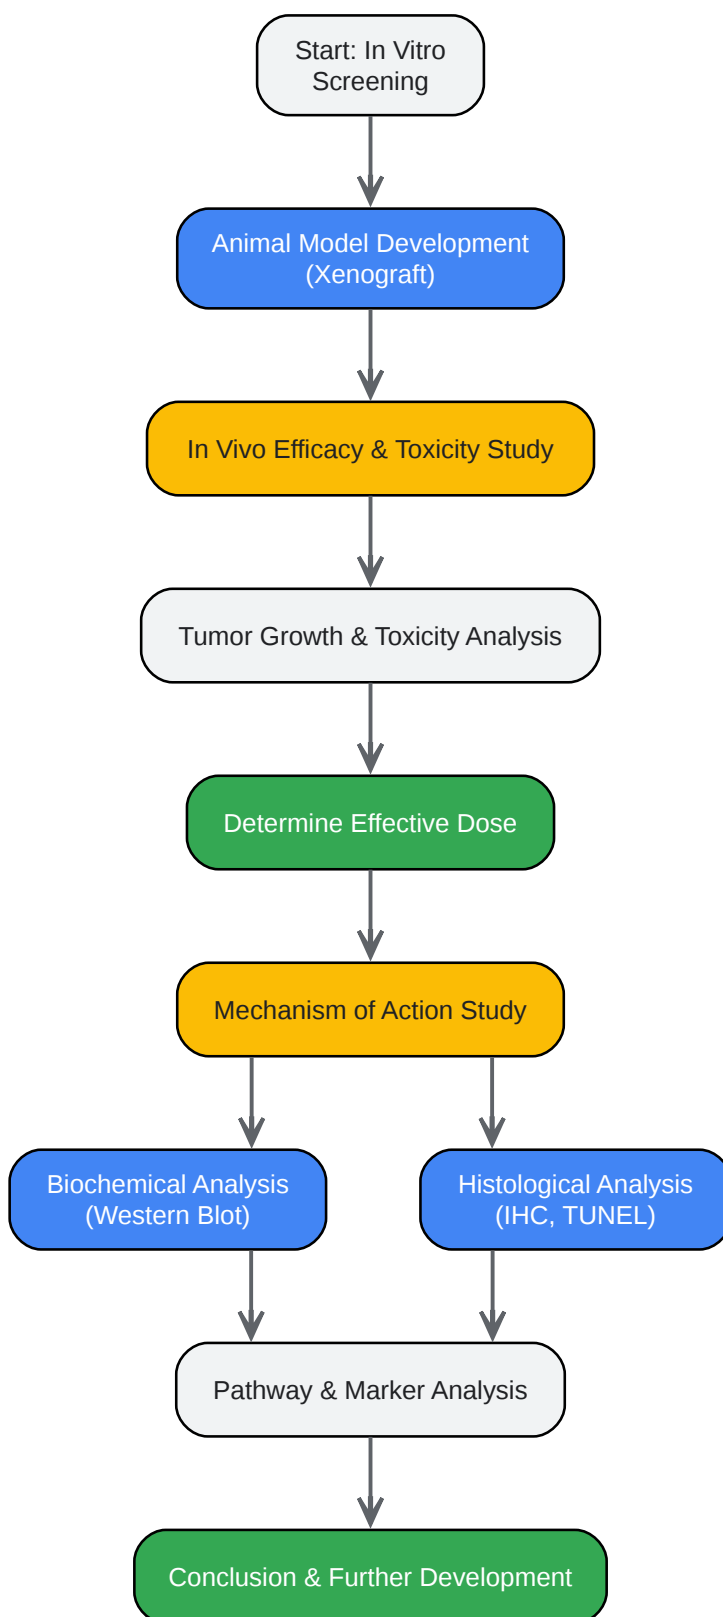 Start: In Vitro
Screening
Animal Model Development
(Xenograft)
In Vivo Efficacy & Toxicity Study
Tumor Growth & Toxicity Analysis
Determine Effective Dose
Mechanism of Action Study
Biochemical Analysis
(Western Blot)
Histological Analysis
(IHC, TUNEL)
Pathway & Marker Analysis
Conclusion & Further Development